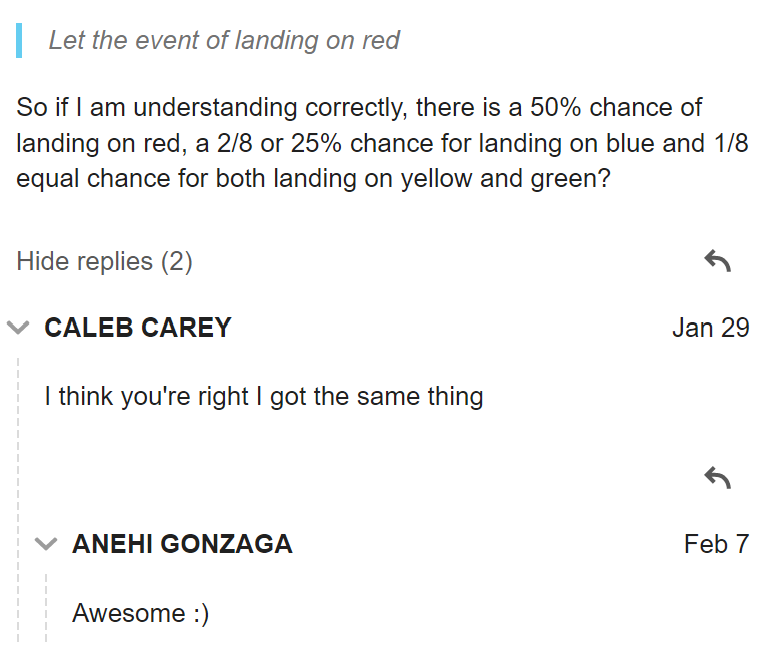 Let the event of landing on red
So if I am understanding correctly, there is a 50% chance of
landing on red, a 2/8 or 25% chance for landing on blue and 1/8
equal chance for both landing on yellow and green?
Hide replies (2)
CALEB CAREY Jan 29
I think you're right I got the same thing
ANEHI GONZAGA Feb 7
Awesome :)